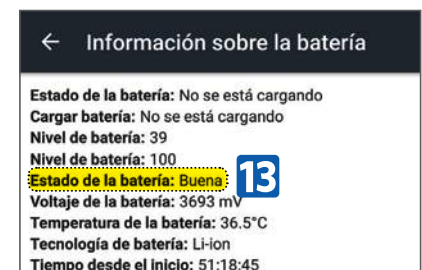 ← Información sobre la batería
Estado de la batería: No se está cargando
Cargar batería: No se está cargando
Nivel de batería: 39
Nivel de batería: 100
Estado de la batería: Buena 13
Voltaje de la batería: 3693 mV
Temperatura de la batería: 36.5°C
Tecnología de batería: Li-ion
Tiempo desde el inicio: 51:18:45